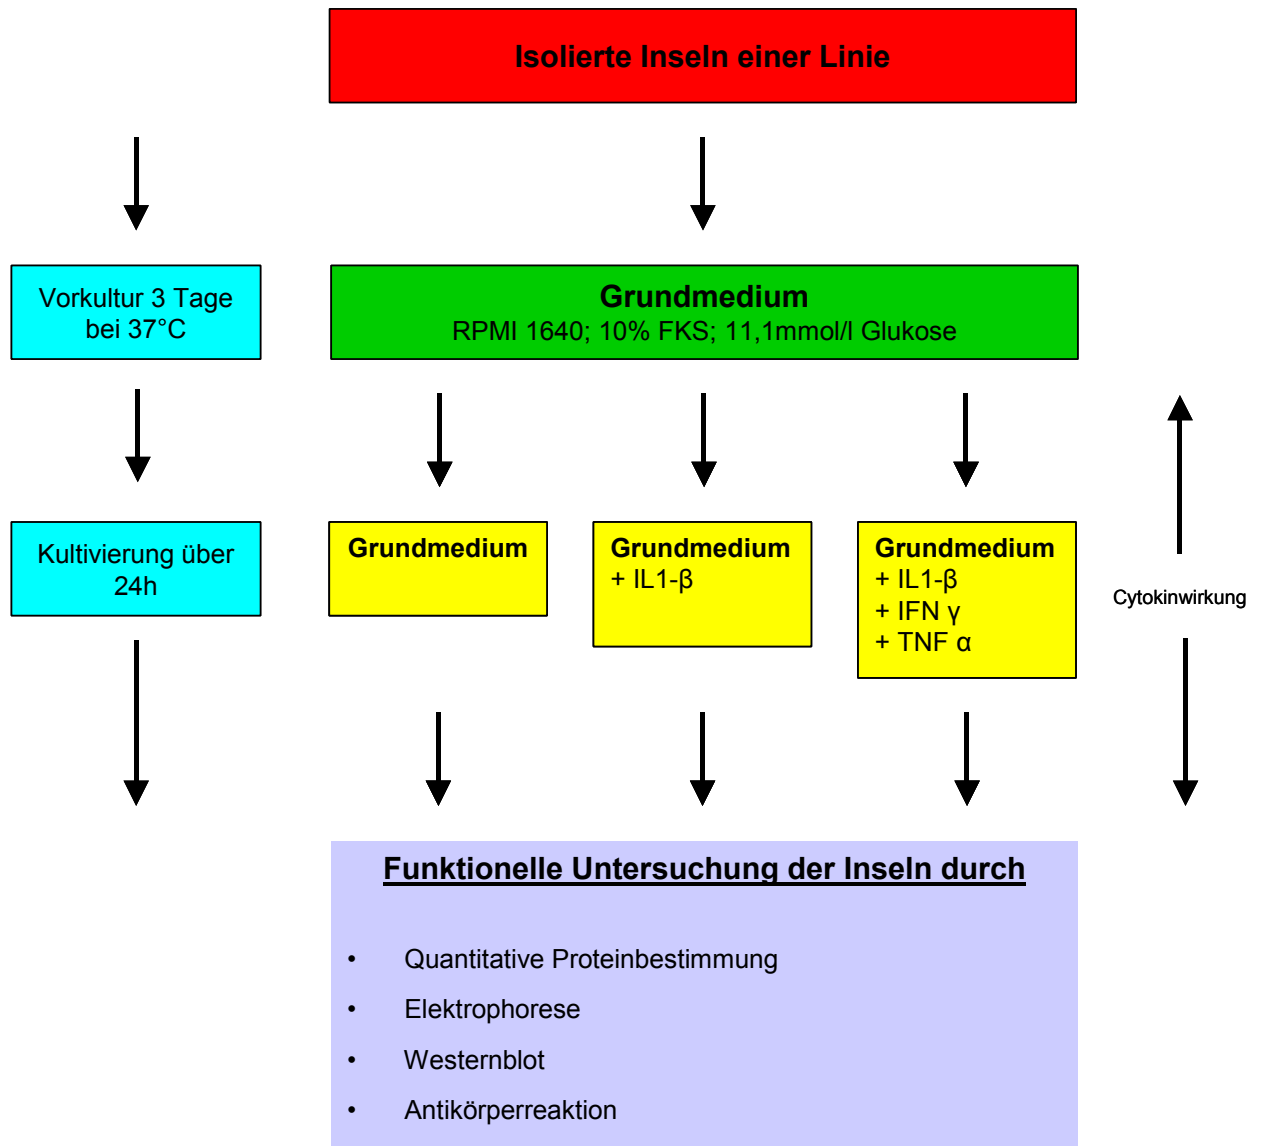 Isolierte Inseln einer Linie
Vorkultur 3 Tage
bei 37°C
Grundmedium
RPMI 1640; 10% FKS; 11,1mmol/l Glukose
Kultivierung über
24h
Grundmedium
Grundmedium
+ IL1-β
Grundmedium
+ IL1-β
+ IFN γ
+ TNF α
Cytokinwirkung
Funktionelle Untersuchung der Inseln durch
• Quantitative Proteinbestimmung
• Elektrophorese
• Westernblot
• Antikörperreaktion